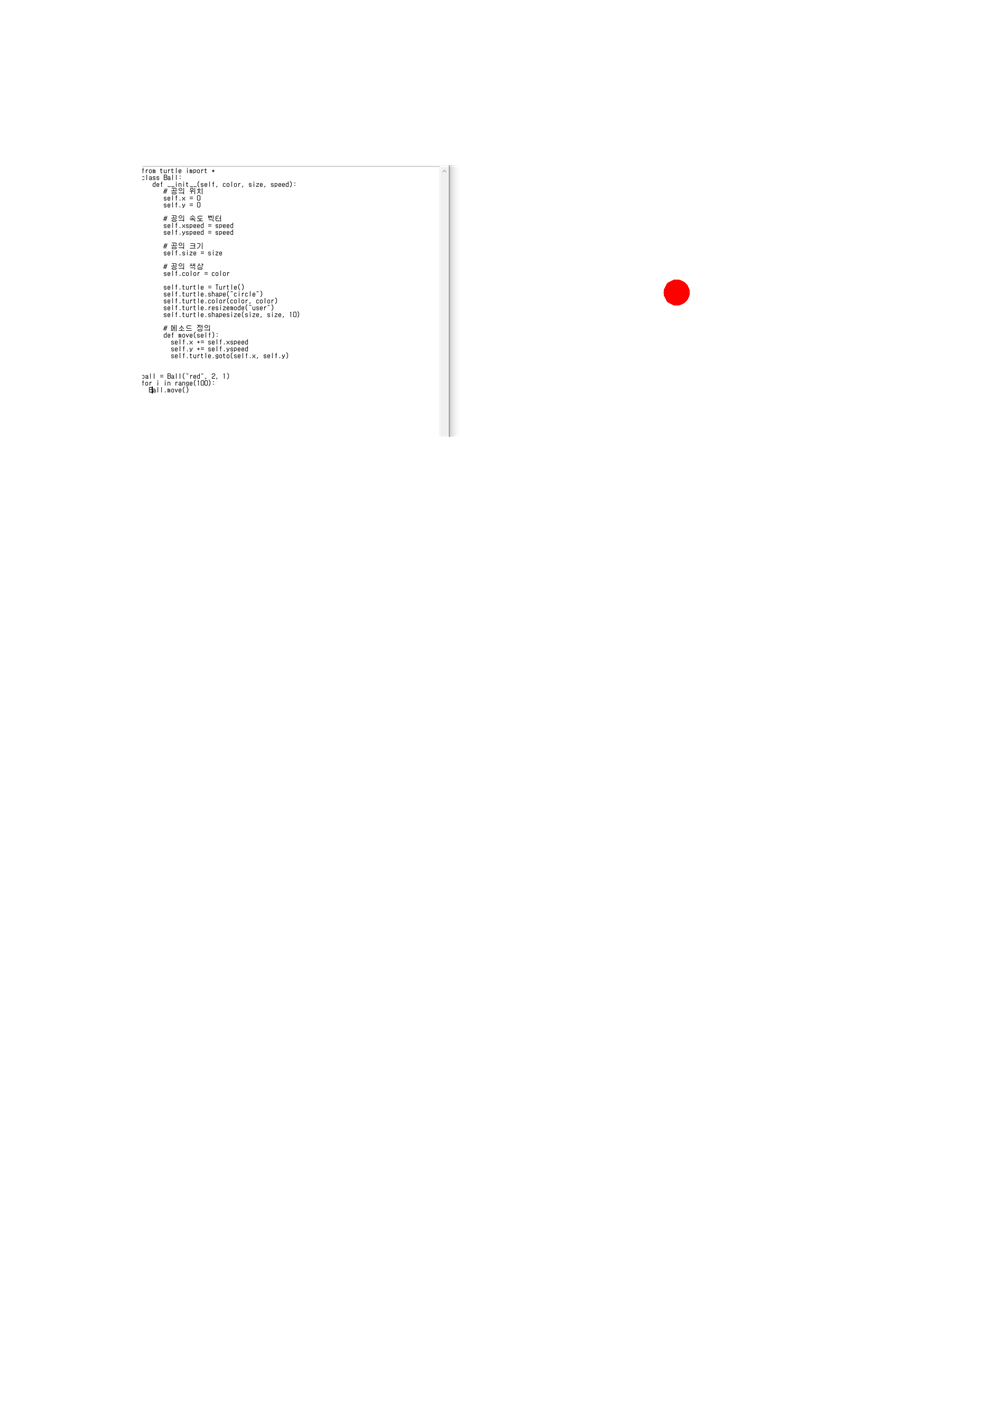 from turtle import *
class Ball:
def __init__(self, color, size, speed):
# 공의 위치
self.x = 0
self.y = 0
# 공의 속도 벡터
self.xspeed = speed
self.yspeed = speed
# 공의 크기
self.size = size
# 공의 색상
self.color = color
self.turtle = Turtle()
self.turtle.shape("circle")
self.turtle.color(color, color)
self.turtle.resizemode("user")
self.turtle.shapesize(size, size, 10)
# 메소드 정의
def move(self):
self.x += self.xspeed
self.y += self.yspeed
self.turtle.goto(self.x, self.y)
ball = Ball("red", 2, 1)
for i in range(100):
Ball.move()